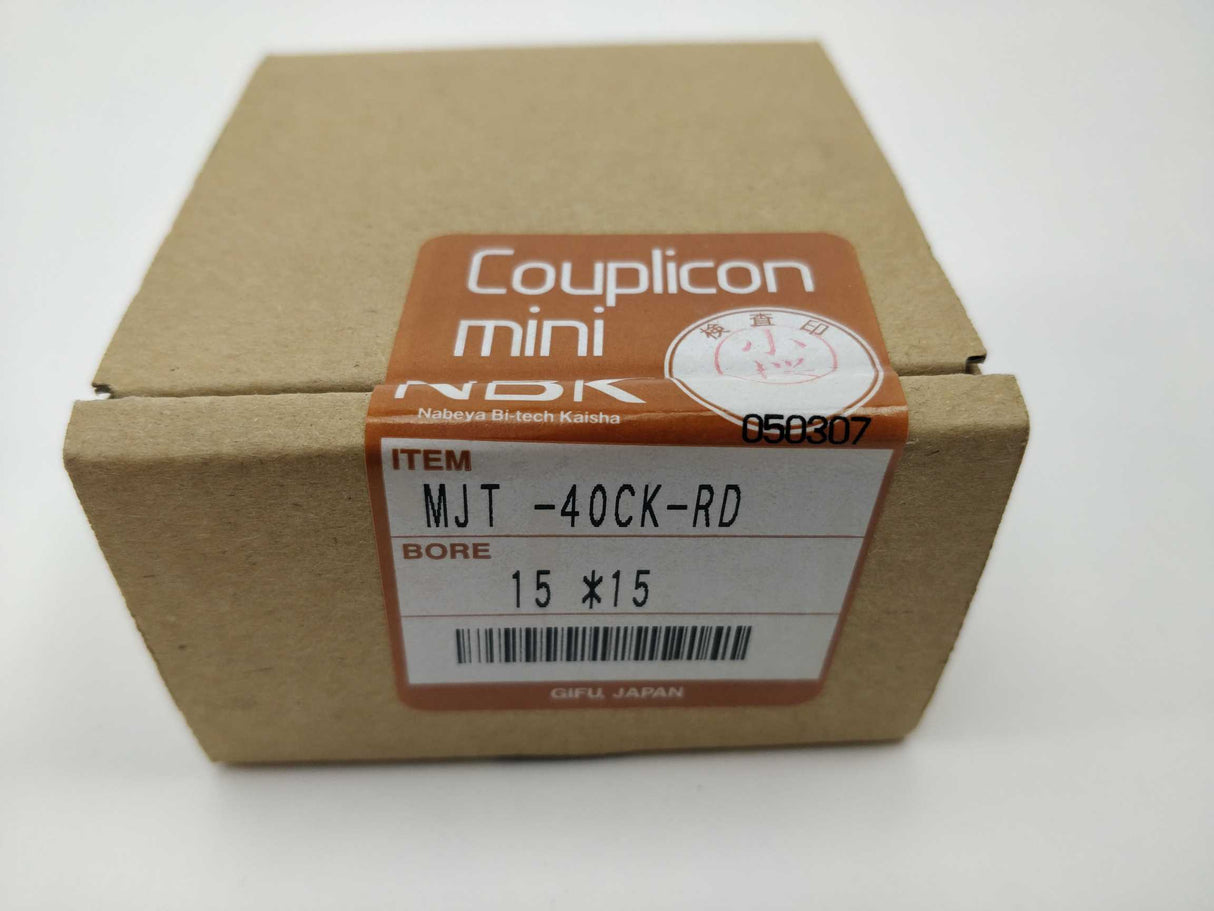 Couplicon
mini
検査印
小
NBK
Nabeya Bi-tech Kaisha
050307
ITEM
MJT -40CK-RD
BORE
15 *15
GIFU, JAPAN